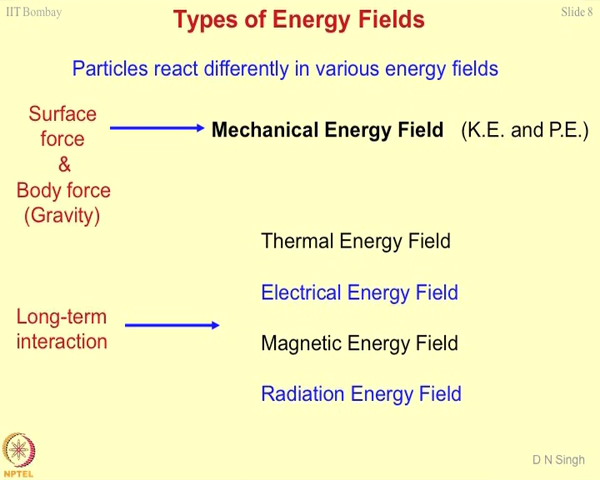 IIT Bombay
Types of Energy Fields
Slide 8
Particles react differently in various energy fields
Surface
force
&
Body force
(Gravity)
Mechanical Energy Field (K.E. and P.E.)
Thermal Energy Field
Electrical Energy Field
Long-term
interaction
Magnetic Energy Field
Radiation Energy Field
NPTEL
D N Singh